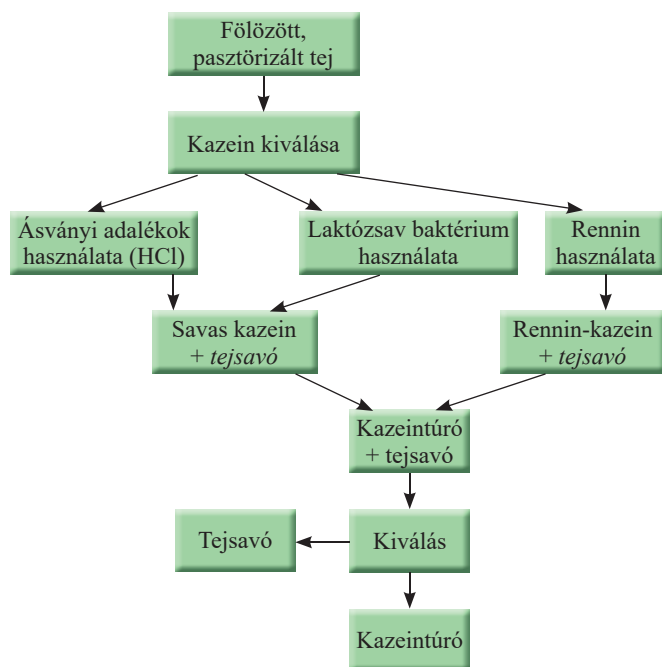 Fölözött,
pasztörizált tej
Kazein kiválása
Ásványi adalékok
használata (HCl)
Laktózsav baktérium
használata
Rennin
használata
Savas kazein
+ tejsavó
Rennin-kazein
+ tejsavó
Kazeintúró
+ tejsavó
Tejsavó
Kiválás
Kazeintúró